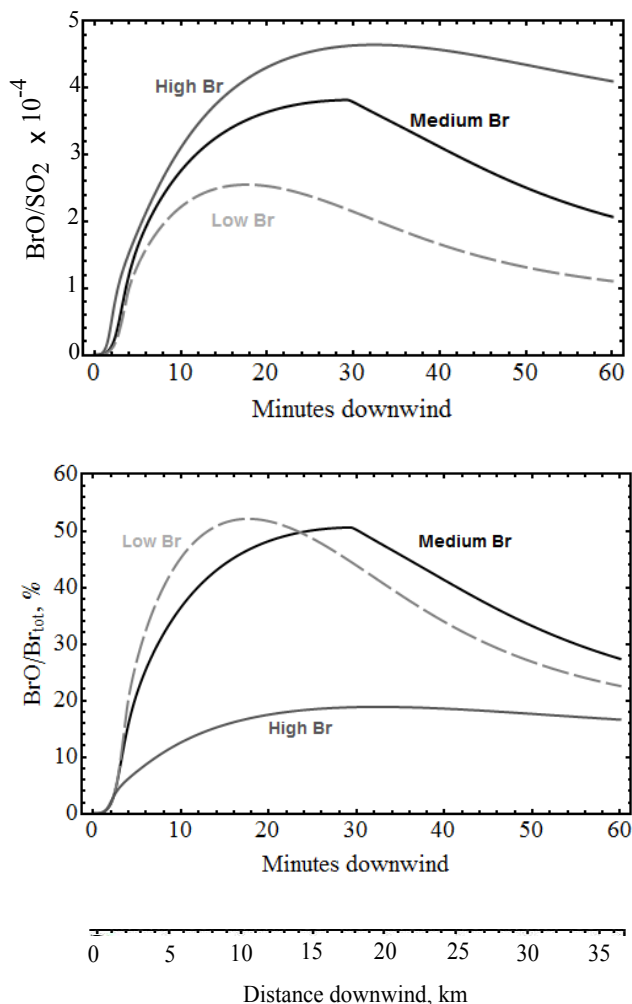 BrO/SO2 x 10-4
5
4
3
2
1
0
High Br
Medium Br
Low Br
0 10 20 30 40 50 60
Minutes downwind
BrO/Brtot, %
60
50
40
30
20
10
0
Low Br
Medium Br
High Br
0 10 20 30 40 50 60
Minutes downwind
0 5 10 15 20 25 30 35
Distance downwind, km